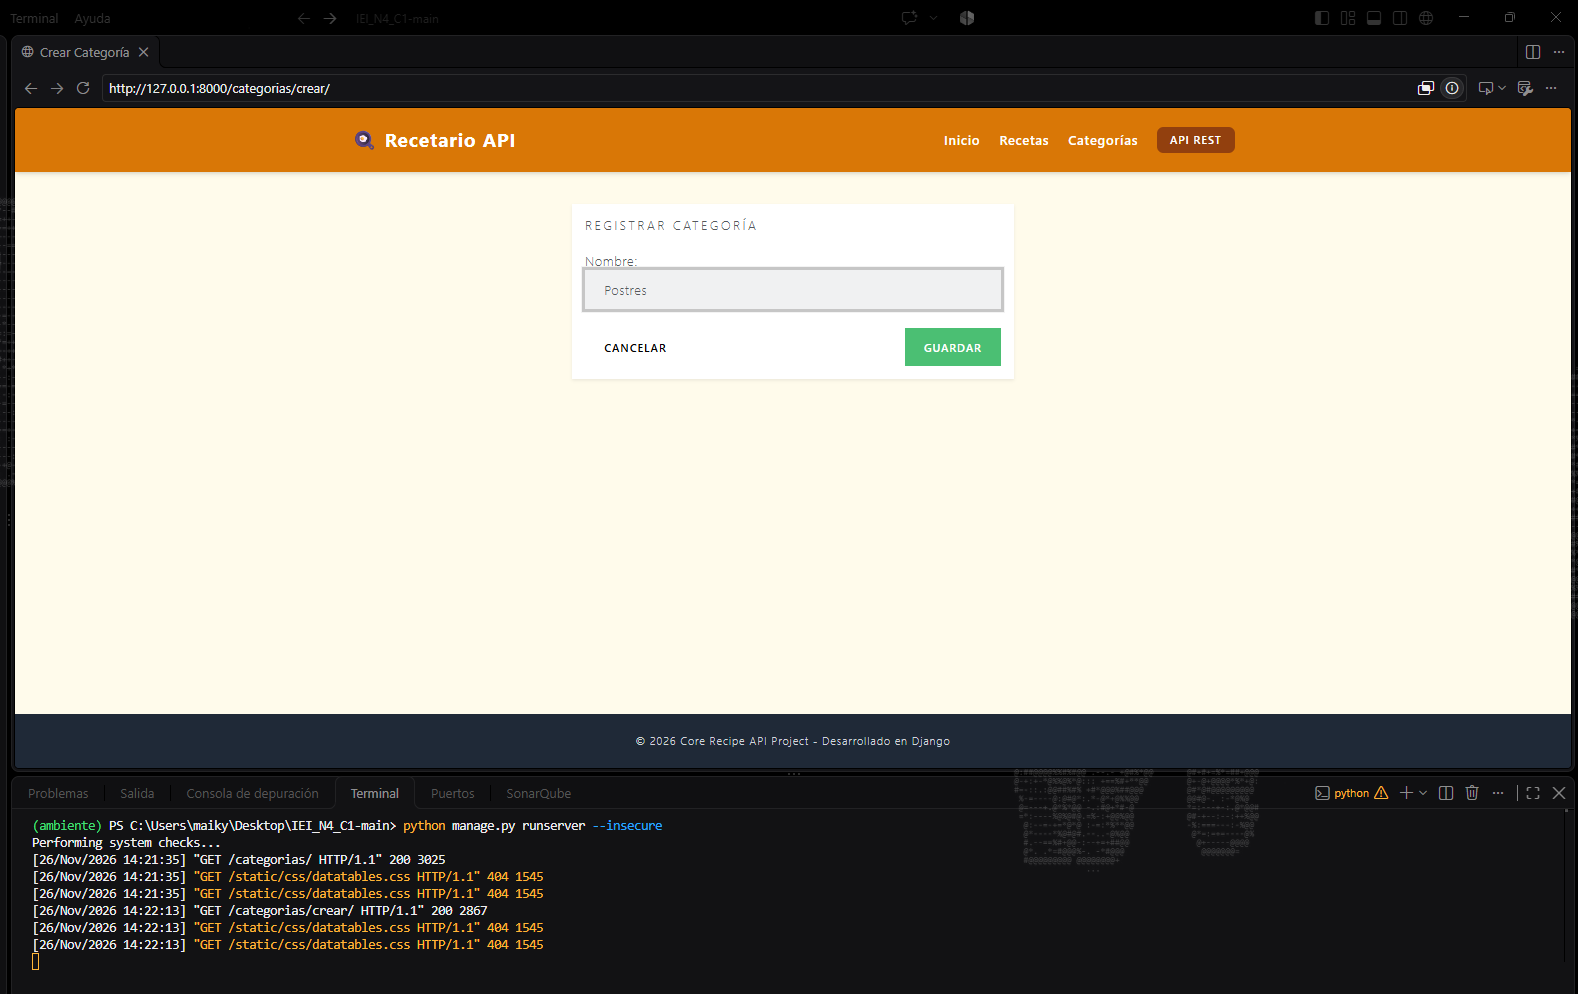 Terminal Ayuda IEI_N4_C1-main
Crear Categoría
http://127.0.0.1:8000/categorias/crear/
Recetario API Inicio Recetas Categorías API REST
REGISTRAR CATEGORÍA
Nombre:
Postres
CANCELAR GUARDAR
© 2026 Core Recipe API Project - Desarrollado en Django
Problemas Salida Consola de depuración Terminal Puertos SonarQube python
(ambiente) PS C:\Users\maiky\Desktop\IEI_N4_C1-main> python manage.py runserver --insecure
Performing system checks...
[26/Nov/2026 14:21:35] "GET /categorias/ HTTP/1.1" 200 3025
[26/Nov/2026 14:21:35] "GET /static/css/datatables.css HTTP/1.1" 404 1545
[26/Nov/2026 14:21:35] "GET /static/css/datatables.css HTTP/1.1" 404 1545
[26/Nov/2026 14:22:13] "GET /categorias/crear/ HTTP/1.1" 200 2867
[26/Nov/2026 14:22:13] "GET /static/css/datatables.css HTTP/1.1" 404 1545
[26/Nov/2026 14:22:13] "GET /static/css/datatables.css HTTP/1.1" 404 1545